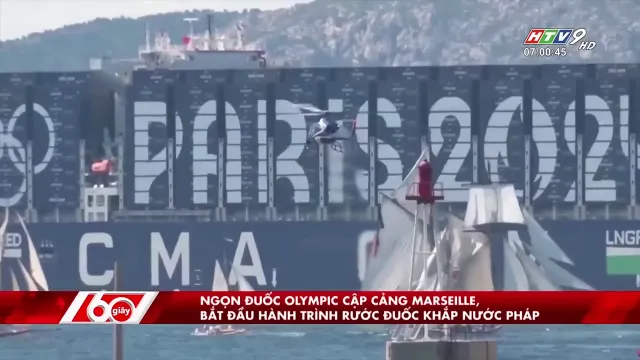 HTV9 HD
07:00:45
PARIS 2024
CMA
LNG
60 giây
NGỌN ĐUỐC OLYMPIC CẬP CẢNG MARSEILLE,
BẮT ĐẦU HÀNH TRÌNH RƯỚC ĐUỐC KHẮP NƯỚC PHÁP